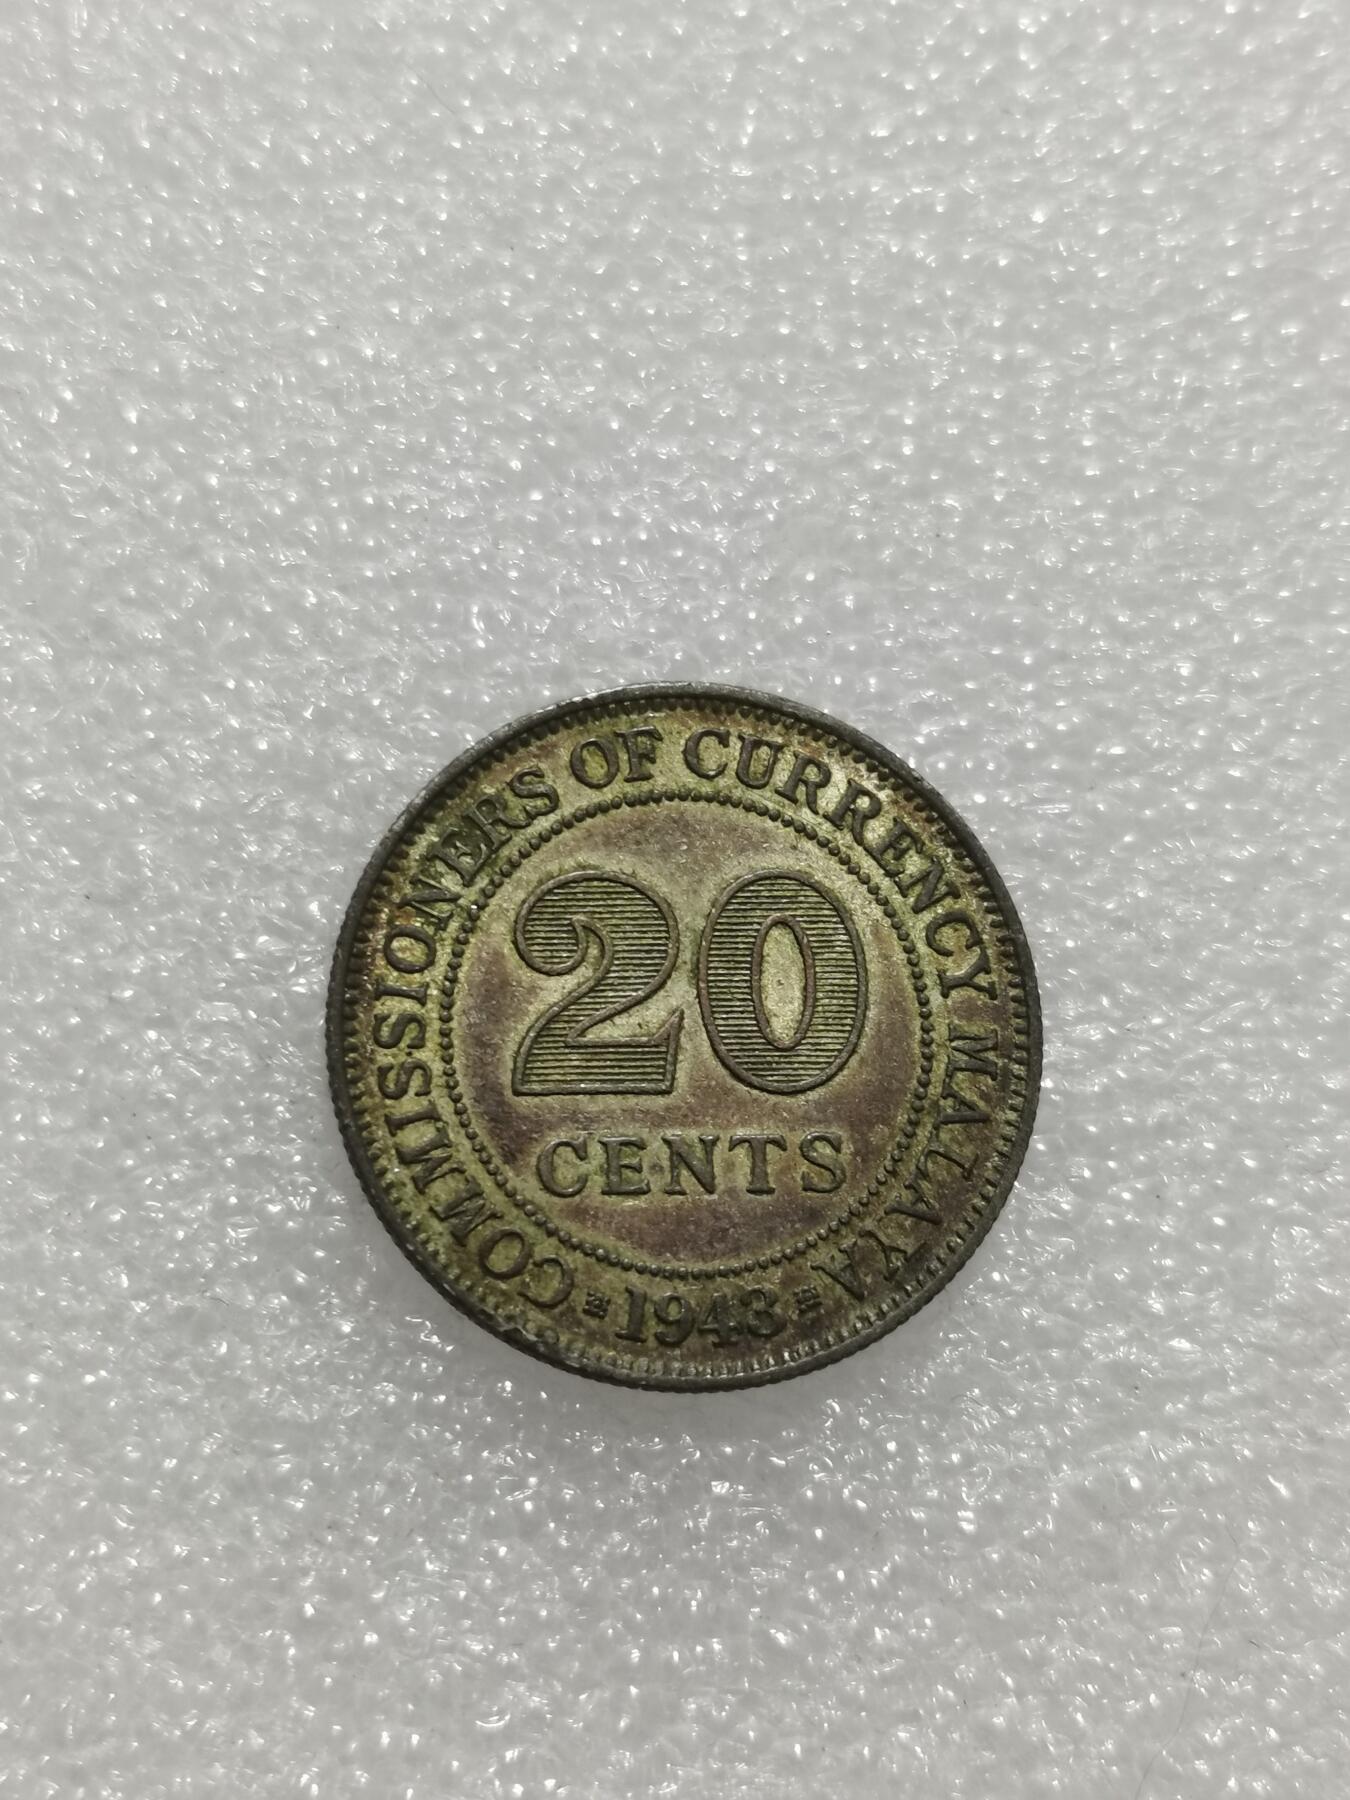 COMMISSIONERS OF CURRENCY MALAYA
20
CENTS
1943